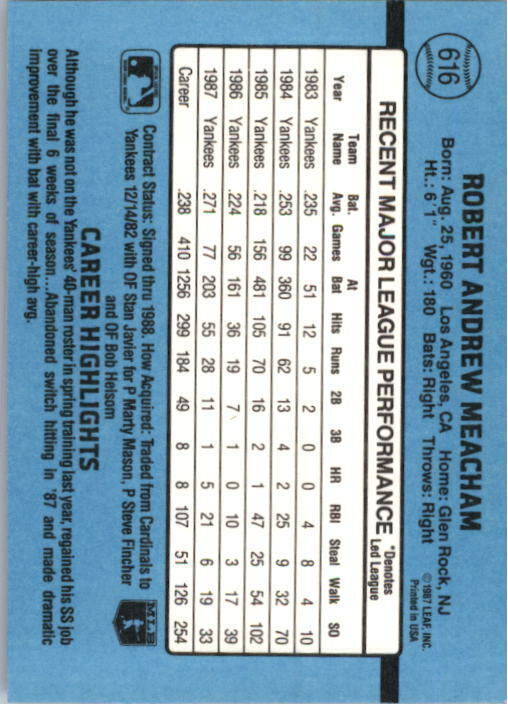 616
ROBERT ANDREW MEACHAM
Born: Aug. 25, 1960 Los Angeles, CA Home: Glen Rock, NJ
Ht.: 6'1" Wgt.: 180 Bats: Right Throws: Right
©1987 LEAF, INC.
Printed in USA
RECENT MAJOR LEAGUE PERFORMANCE *Denotes Led League
Year Team Name Bat. Avg. Games At Bat Hits Runs 2B 3B HR RBI Steal Walk SO
1983 Yankees .235 22 51 12 5 2 0 0 4 8 4 10
1984 Yankees .253 99 360 91 62 13 4 2 25 9 32 70
1985 Yankees .218 156 481 105 70 16 2 1 47 25 54 102
1986 Yankees .224 56 161 36 19 7 1 0 10 3 17 39
1987 Yankees .271 77 203 55 28 11 1 5 21 6 19 33
Career .238 410 1256 299 184 49 8 8 107 51 126 254
Contract Status: Signed thru 1988. How Acquired: Traded from Cardinals to
Yankees 12/14/82 with OF Stan Javier for P Marty Mason, P Steve Fincher
and OF Bob Helsom
MLB
CAREER HIGHLIGHTS
Although he was not on the Yankees' 40-man roster in spring training last year, regained his SS job
over the final 6 weeks of season...Abandoned switch hitting in '87 and made dramatic
improvement with bat with career-high avg.